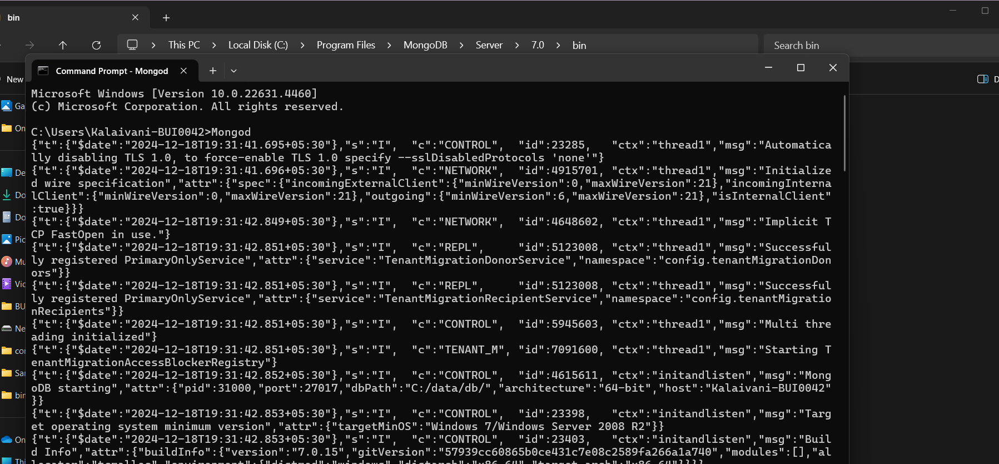 bin
This PC > Local Disk (C:) > Program Files > MongoDB > Server > 7.0 > bin
Search bin
Command Prompt - Mongod
New
D
Ga
On
De
Do
Do
Pic
Mu
Vid
BU
Ne
cor
Sar
bin
On
Thi
Microsoft Windows [Version 10.0.22631.4460]
(c) Microsoft Corporation. All rights reserved.
C:\Users\Kalaivani-BUI0042>Mongod
{"t":{"$date":"2024-12-18T19:31:41.695+05:30"},"s":"I",  "c":"CONTROL",  "id":23285,   "ctx":"thread1","msg":"Automatica
lly disabling TLS 1.0, to force-enable TLS 1.0 specify --sslDisabledProtocols 'none'"}
{"t":{"$date":"2024-12-18T19:31:41.696+05:30"},"s":"I",  "c":"NETWORK",  "id":4915701, "ctx":"thread1","msg":"Initialize
d wire specification","attr":{"spec":{"incomingExternalClient":{"minWireVersion":0,"maxWireVersion":21},"incomingInterna
lClient":{"minWireVersion":0,"maxWireVersion":21},"outgoing":{"minWireVersion":6,"maxWireVersion":21},"isInternalClient"
:true}}}
{"t":{"$date":"2024-12-18T19:31:42.849+05:30"},"s":"I",  "c":"NETWORK",  "id":4648602, "ctx":"thread1","msg":"Implicit T
CP FastOpen in use."}
{"t":{"$date":"2024-12-18T19:31:42.851+05:30"},"s":"I",  "c":"REPL",     "id":5123008, "ctx":"thread1","msg":"Successful
ly registered PrimaryOnlyService","attr":{"service":"TenantMigrationDonorService","namespace":"config.tenantMigrationDon
ors"}}
{"t":{"$date":"2024-12-18T19:31:42.851+05:30"},"s":"I",  "c":"REPL",     "id":5123008, "ctx":"thread1","msg":"Successful
ly registered PrimaryOnlyService","attr":{"service":"TenantMigrationRecipientService","namespace":"config.tenantMigratio
nRecipients"}}
{"t":{"$date":"2024-12-18T19:31:42.851+05:30"},"s":"I",  "c":"CONTROL",  "id":5945603, "ctx":"thread1","msg":"Multi thre
ading initialized"}
{"t":{"$date":"2024-12-18T19:31:42.851+05:30"},"s":"I",  "c":"TENANT_M", "id":7091600, "ctx":"thread1","msg":"Starting T
enantMigrationAccessBlockerRegistry"}
{"t":{"$date":"2024-12-18T19:31:42.852+05:30"},"s":"I",  "c":"CONTROL",  "id":4615611, "ctx":"initandlisten","msg":"Mong
oDB starting","attr":{"pid":31000,"port":27017,"dbPath":"C:/data/db/","architecture":"64-bit","host":"Kalaivani-BUI0042"
}}
{"t":{"$date":"2024-12-18T19:31:42.853+05:30"},"s":"I",  "c":"CONTROL",  "id":23398,   "ctx":"initandlisten","msg":"Targ
et operating system minimum version","attr":{"targetMinOS":"Windows 7/Windows Server 2008 R2"}}
{"t":{"$date":"2024-12-18T19:31:42.853+05:30"},"s":"I",  "c":"CONTROL",  "id":23403,   "ctx":"initandlisten","msg":"Buil
d Info","attr":{"buildInfo":{"version":"7.0.15","gitVersion":"57939cc60865b0ce431c7e08c2589fa266a1a740","modules":[],"al
locator":"tcmalloc","environment":{"distmod":"windows","distarch":"x86_64","target_arch":"x86_64"}}}}